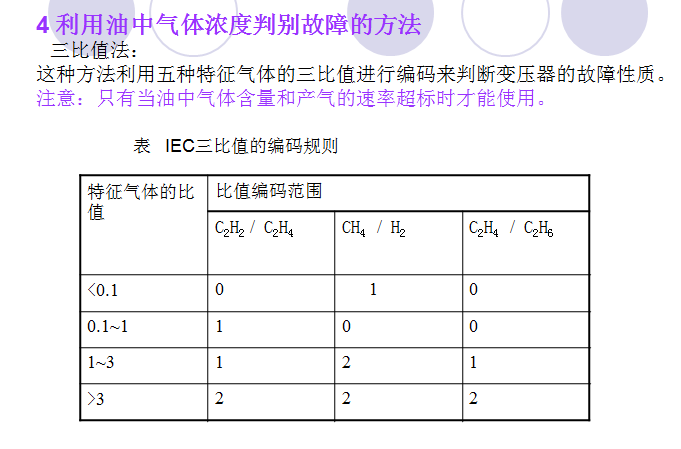 4 利用油中气体浓度判别故障的方法
三比值法：
这种方法利用五种特征气体的三比值进行编码来判断变压器的故障性质。
注意：只有当油中气体含量和产气的速率超标时才能使用。
表 IEC三比值的编码规则
特征气体的比值 比值编码范围
C₂H₂ / C₂H₄ CH₄ / H₂ C₂H₄ / C₂H₆
<0.1 0 1 0
0.1~1 1 0 0
1~3 1 2 1
>3 2 2 2